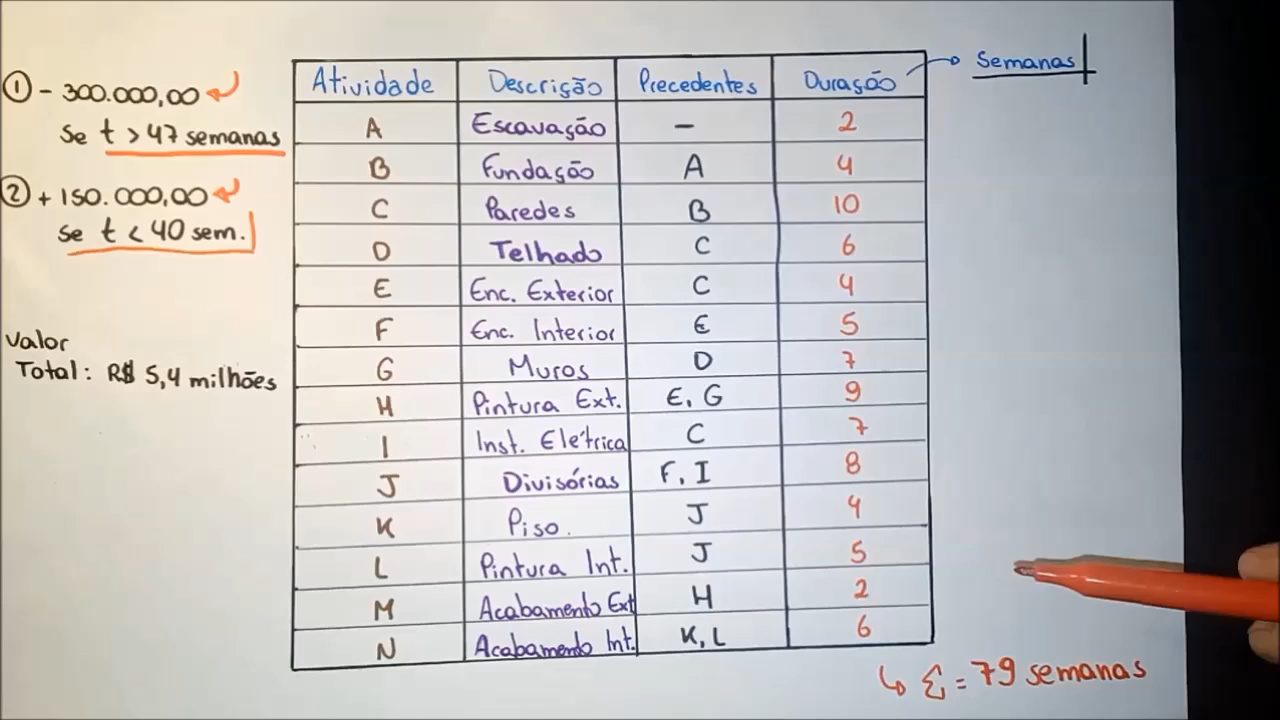 ① - 300.000,00
se t > 47 semanas
② + 150.000,00
se t < 40 sem.
Valor
Total: R$ 5,4 milhões
Atividade Descrição Precedentes Duração Semanas
A Escavação - 2
B Fundação A 4
C Paredes B 10
D Telhado C 6
E Enc. Exterior C 4
F Enc. Interior E 5
G Muros D 7
H Pintura Ext. E, G 9
I Inst. Elétrica C 7
J Divisórias F, I 8
K Piso. J 4
L Pintura Int. J 5
M Acabamento Ext H 2
N Acabamento Int. K, L 6
↳ Σ = 79 semanas